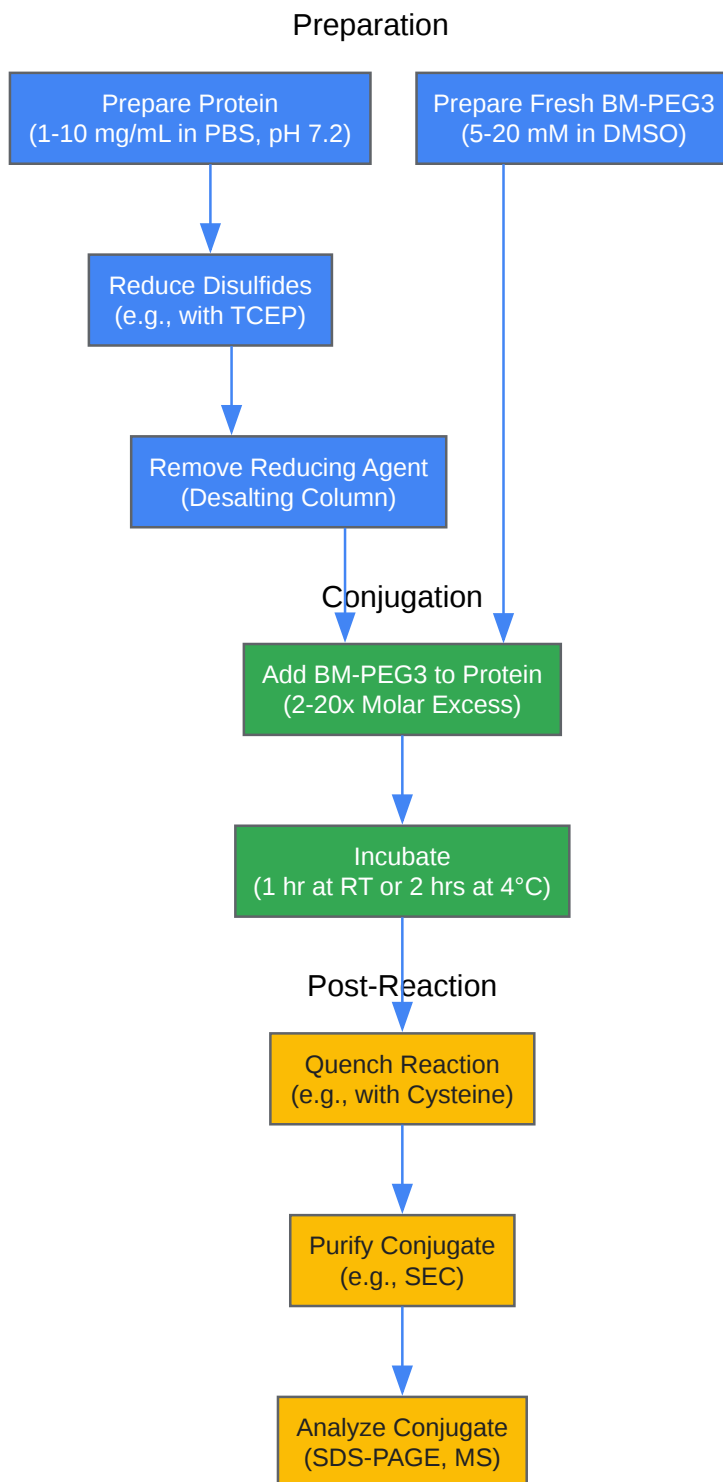 Preparation
Prepare Protein
(1-10 mg/mL in PBS, pH 7.2)
Prepare Fresh BM-PEG3
(5-20 mM in DMSO)
Reduce Disulfides
(e.g., with TCEP)
Remove Reducing Agent
(Desalting Column)
Conjugation
Add BM-PEG3 to Protein
(2-20x Molar Excess)
Incubate
(1 hr at RT or 2 hrs at 4°C)
Post-Reaction
Quench Reaction
(e.g., with Cysteine)
Purify Conjugate
(e.g., SEC)
Analyze Conjugate
(SDS-PAGE, MS)